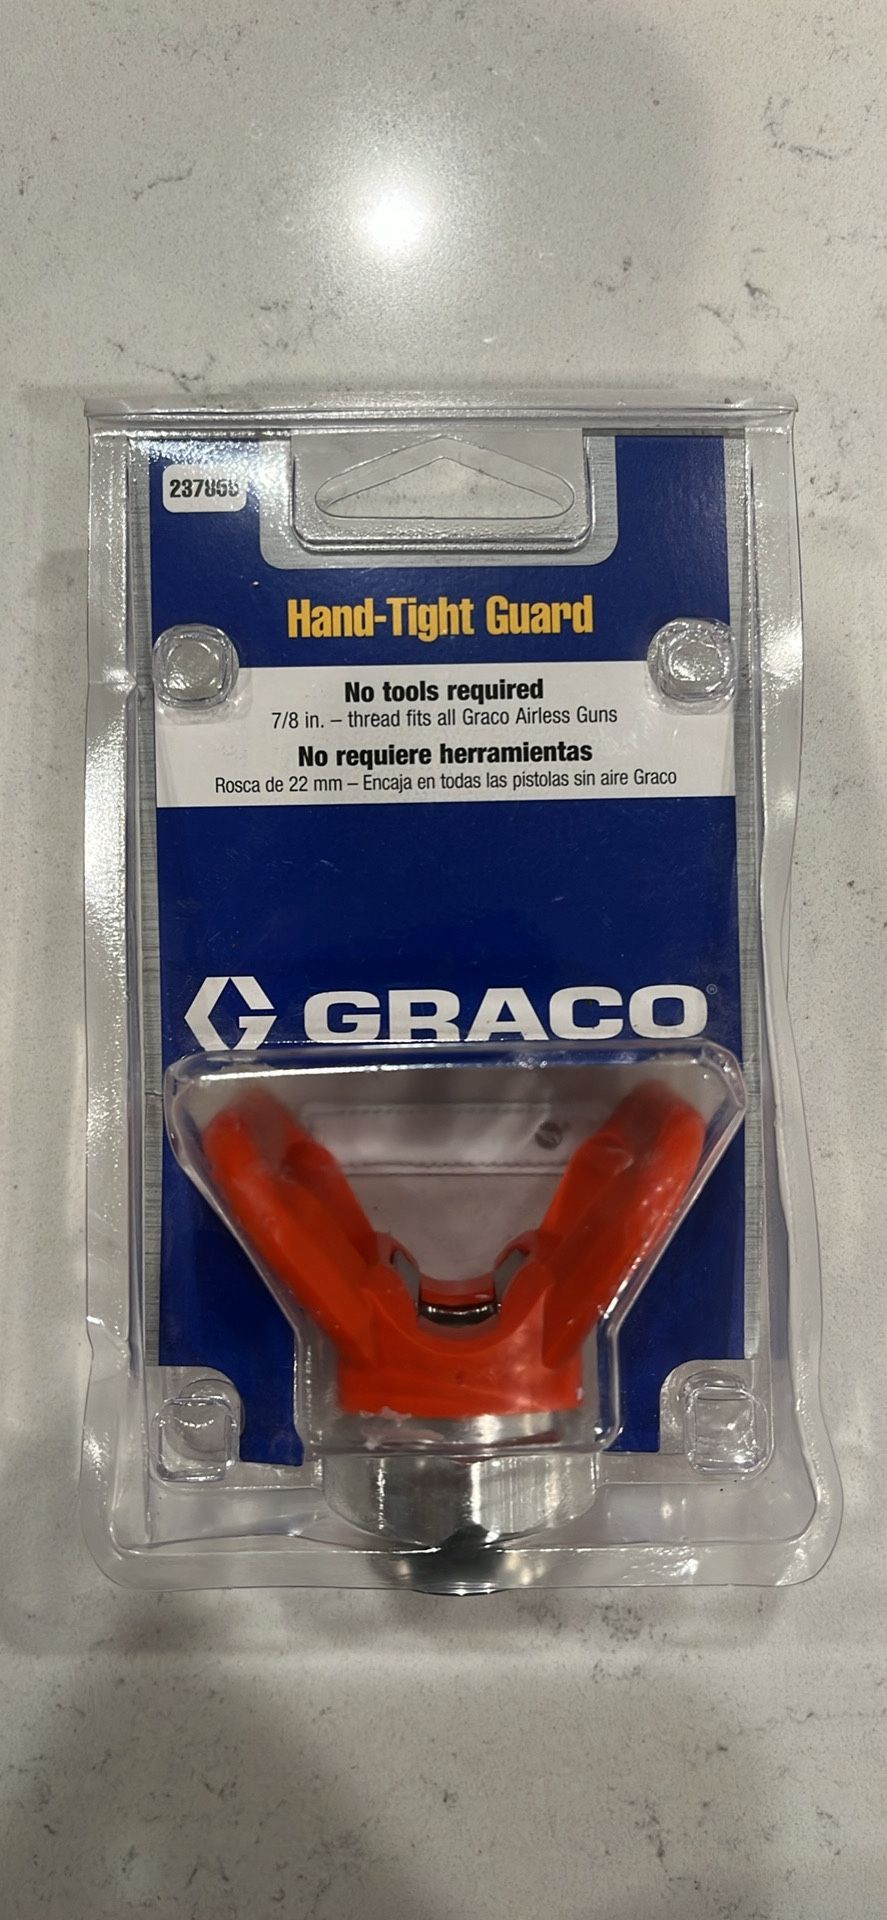 Hand-Tight Guard
No tools required
7/8 in. – thread fits all Graco Airless Guns
No requiere herramientas
Rosca de 22 mm – Encaja en todas las pistolas sin aire Graco
GRACO®